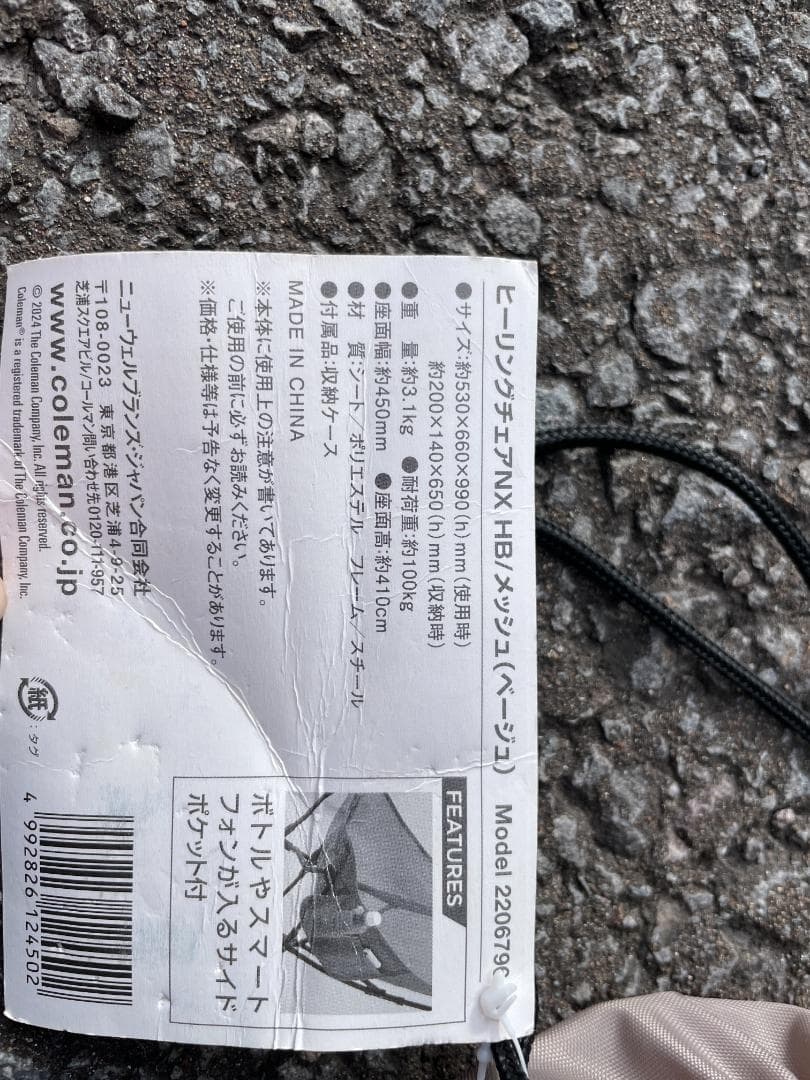 ヒーリングチェアNX HB/メッシュ(ベージュ) Model 220679
●サイズ:約530×660×990(h)mm(使用時)
約200×140×650(h)mm(収納時)
●重 量:約3.1kg ●耐荷重:約100kg
●座面幅:約450mm ●座面高:約410cm
●材 質:シート/ポリエステル フレーム/スチール
●付属品:収納ケース
MADE IN CHINA
※本体に使用上の注意が書いてあります。
ご使用の前に必ずお読みください。
※価格・仕様等は予告なく変更することがあります。
ニューウェルブランズ・ジャパン合同会社
〒108-0023 東京都港区芝浦4-9-25
芝浦スクエアビル/コールマン問い合わせ先0120-111-957
www.coleman.co.jp
© 2024 The Coleman Company, Inc. All rights reserved.
Coleman® is a registered trademark of The Coleman Company, Inc.
FEATURES
ボトルやスマート
フォンが入るサイド
ポケット付
紙:タグ
4 992826 124502